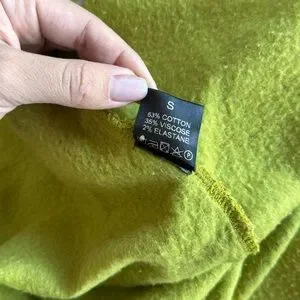 S
63% COTTON
35% VISCOSE
2% ELASTANE